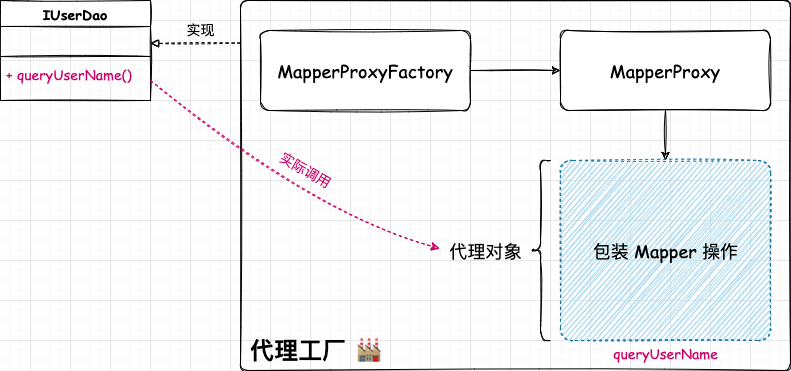 IUserDao
+ queryUserName()
实现
MapperProxyFactory
MapperProxy
实际调用
代理对象
包装 Mapper 操作
代理工厂
queryUserName